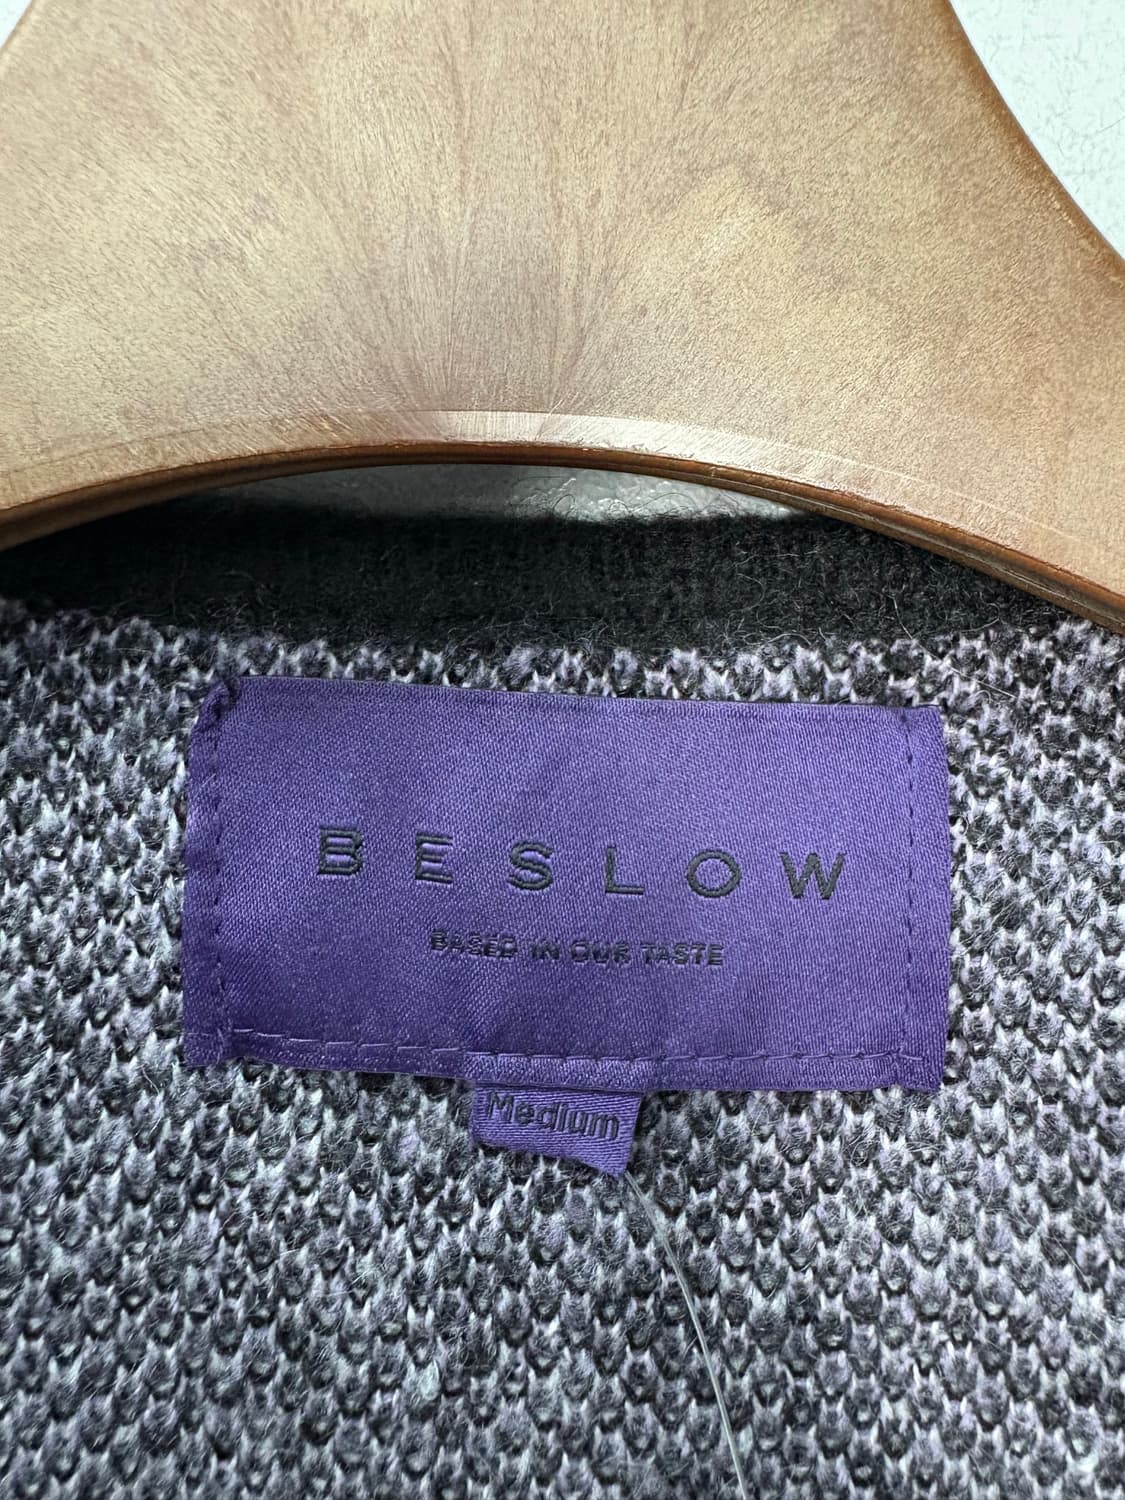 BESLOW
BASED IN OUR TASTE
Medium